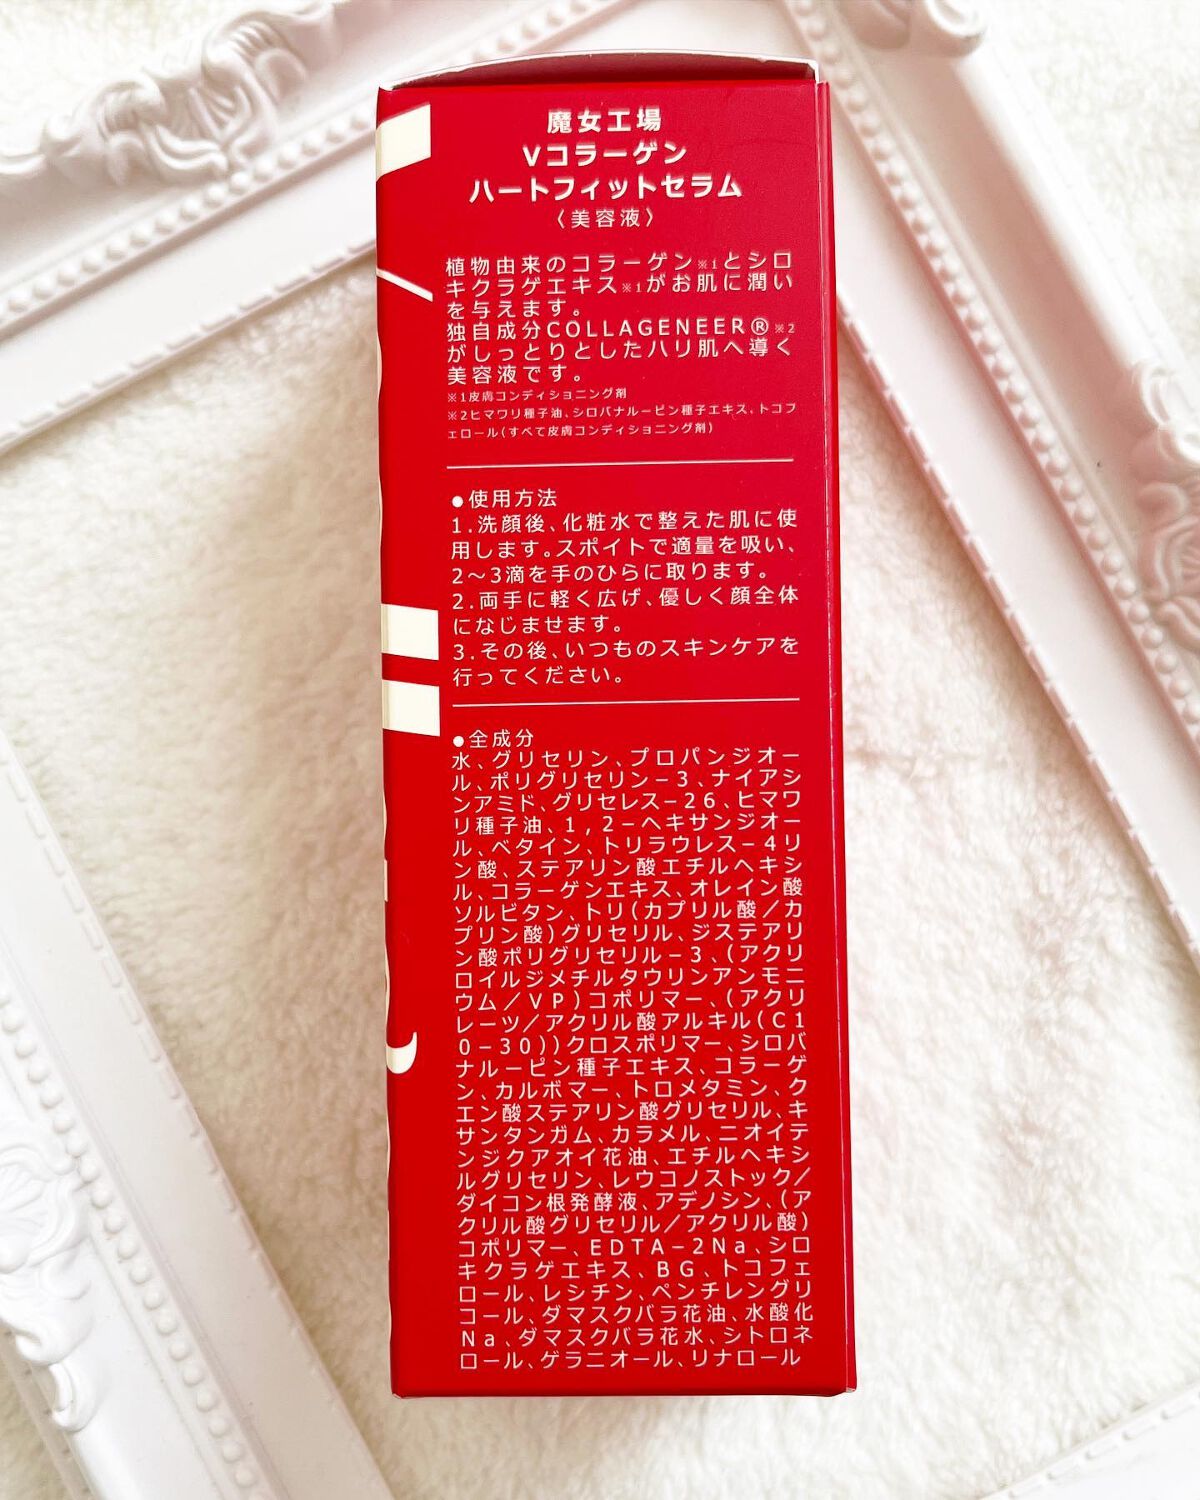 魔女工場
Vコラーゲン
ハートフィットセラム
〈美容液〉
植物由来のコラーゲン※1とシロ
キクラゲエキス※1がお肌に潤い
を与えます。
独自成分COLLAGENEER®※2
がしっとりとしたハリ肌へ導く
美容液です。
※1皮膚コンディショニング剤
※2ヒマワリ種子油、シロバナルーピン種子エキス、トコフ
ェロール(すべて皮膚コンディショニング剤)
●使用方法
1.洗顔後、化粧水で整えた肌に使
用します。スポイトで適量を吸い、
2〜3滴を手のひらに取ります。
2.両手に軽く広げ、優しく顔全体
になじませます。
3.その後、いつものスキンケアを
行ってください。
●全成分
水、グリセリン、プロパンジオー
ル、ポリグリセリン−3、ナイアシ
ンアミド、グリセレス−26、ヒマワ
リ種子油、1,2−ヘキサンジオー
ル、ベタイン、トリラウレス−4リ
ン酸、ステアリン酸エチルヘキシ
ル、コラーゲンエキス、オレイン酸
ソルビタン、トリ(カプリル酸/カ
プリン酸)グリセリル、ジステアリ
ン酸ポリグリセリル−3、(アクリ
ロイルジメチルタウリンアンモニ
ウム/VP)コポリマー、(アクリ
レーツ/アクリル酸アルキル(C1
0−30))クロスポリマー、シロバ
ナルーピン種子エキス、コラーゲ
ン、カルボマー、トロメタミン、ク
エン酸ステアリン酸グリセリル、キ
サンタンガム、カラメル、ニオイテ
ンジクアオイ花油、エチルヘキシ
ルグリセリン、レウコノストック/
ダイコン根発酵液、アデノシン、(ア
クリル酸グリセリル/アクリル酸)
コポリマー、EDTA−2Na、シロ
キクラゲエキス、BG、トコフェ
ロール、レシチン、ペンチレングリ
コール、ダマスクバラ花油、水酸化
Na、ダマスクバラ花水、シトロネ
ロール、ゲラニオール、リナロール